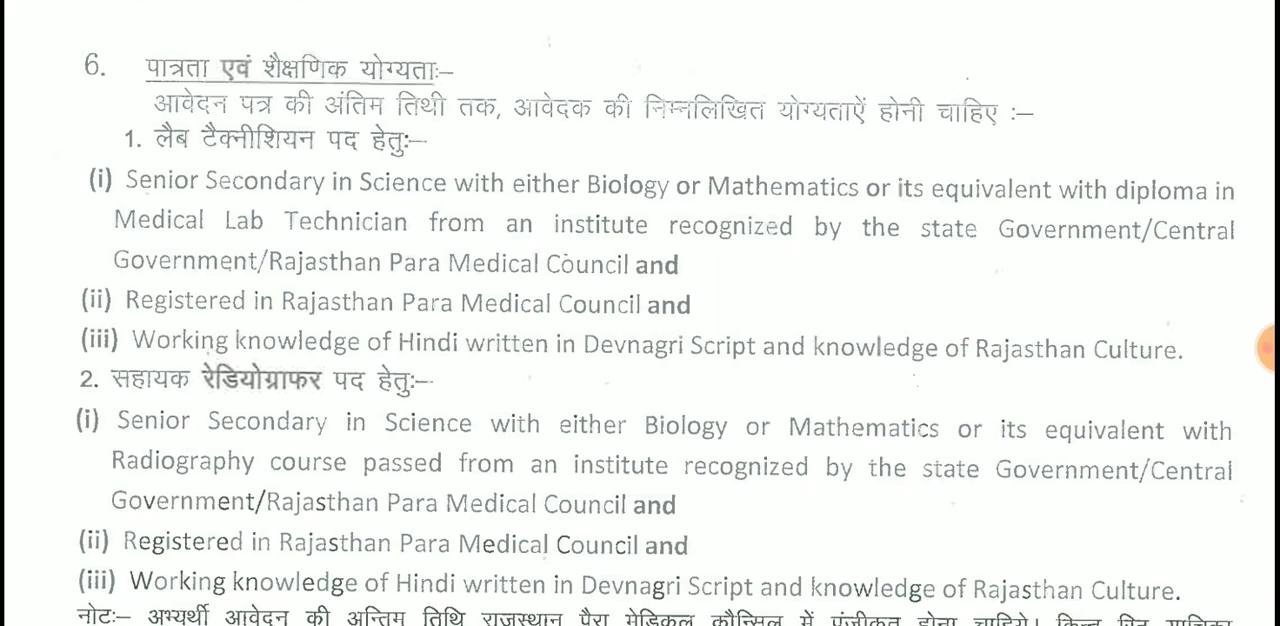 6. पात्रता एवं शैक्षणिक योग्यताः–
आवेदन पत्र की अंतिम तिथी तक, आवेदक की निम्नलिखित योग्यताऐं होनी चाहिए :–
1. लैब टैक्नीशियन पद हेतुः–
(i) Senior Secondary in Science with either Biology or Mathematics or its equivalent with diploma in
Medical Lab Technician from an institute recognized by the state Government/Central
Government/Rajasthan Para Medical Council and
(ii) Registered in Rajasthan Para Medical Council and
(iii) Working knowledge of Hindi written in Devnagri Script and knowledge of Rajasthan Culture.
2. सहायक रेडियोग्राफर पद हेतुः–
(i) Senior Secondary in Science with either Biology or Mathematics or its equivalent with
Radiography course passed from an institute recognized by the state Government/Central
Government/Rajasthan Para Medical Council and
(ii) Registered in Rajasthan Para Medical Council and
(iii) Working knowledge of Hindi written in Devnagri Script and knowledge of Rajasthan Culture.
नोटः– अभ्यर्थी आवेदन की अन्तिम तिथि राजस्थान पैरा मेडिकल कौन्सिल में पंजीकृत होना चाहिये। किन्तु